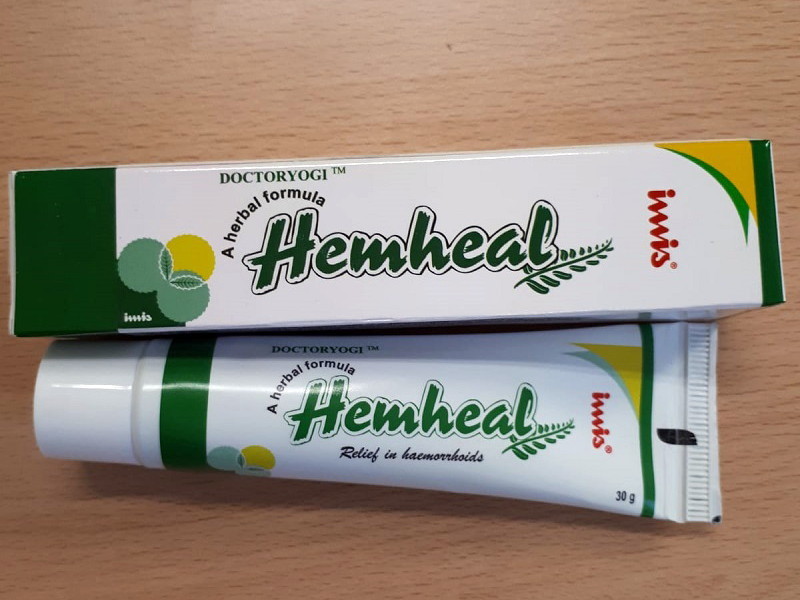 DOCTORYOGI™
A herbal formula
Hemheal
imis®
imis
DOCTORYOGI™
A herbal formula
Hemheal
Relief in haemorrhoids
imis®
30 g